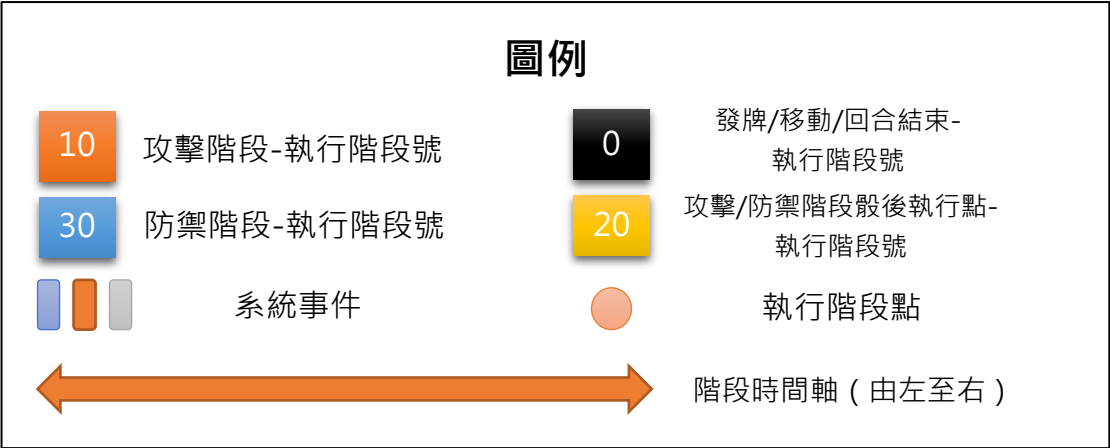 圖例
10
攻擊階段-執行階段號
0
發牌/移動/回合結束-
執行階段號
30
防禦階段-執行階段號
20
攻擊/防禦階段骰後執行點-
執行階段號
系統事件
執行階段點
階段時間軸（由左至右）